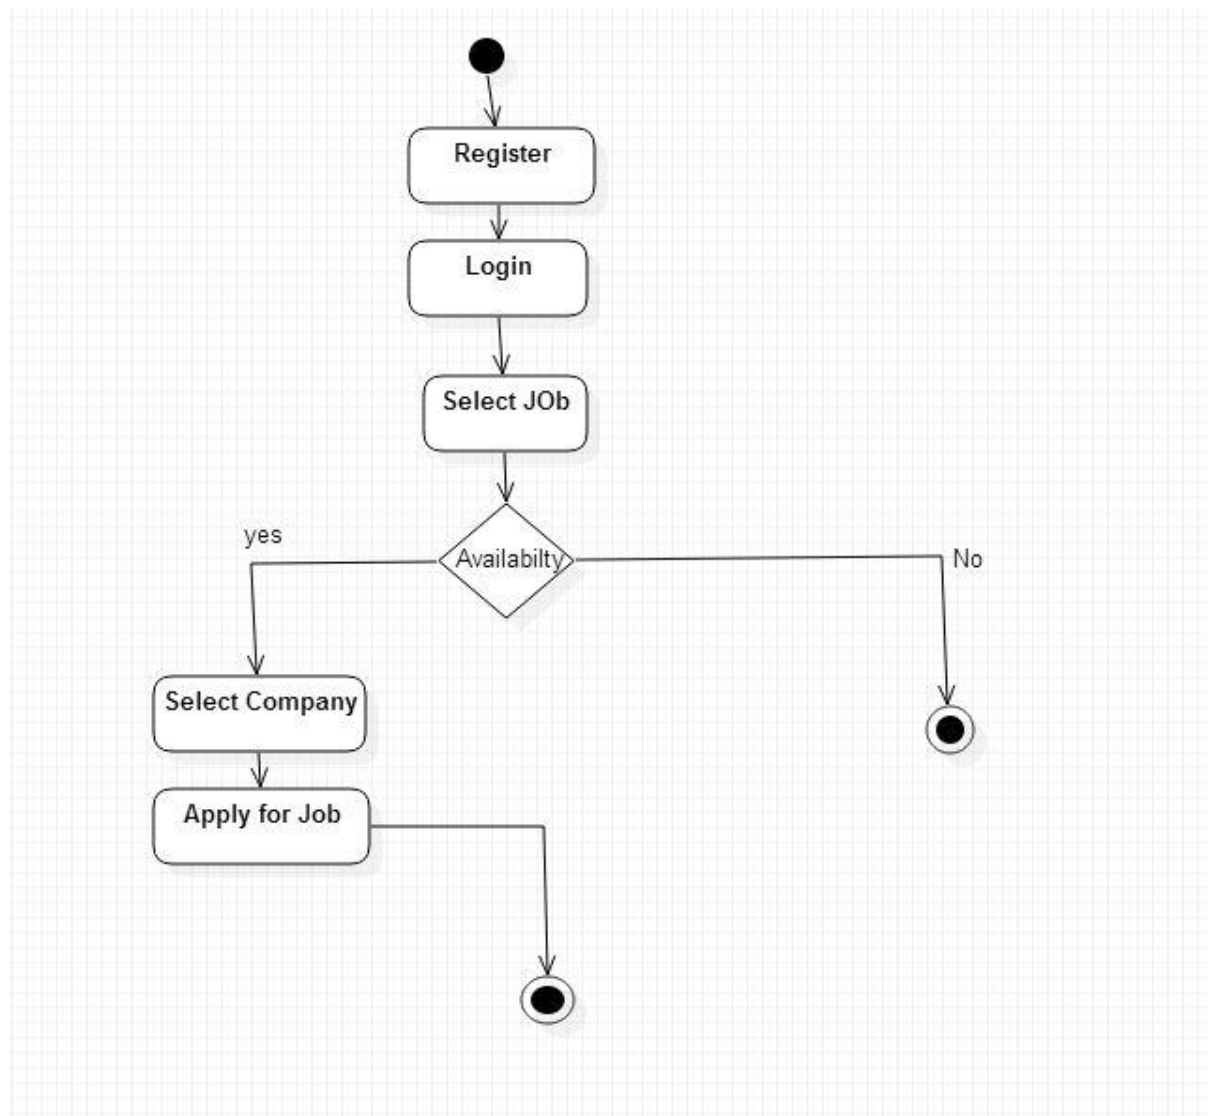 Register
Login
Select JOb
yes
Availabilty
No
Select Company
Apply for Job